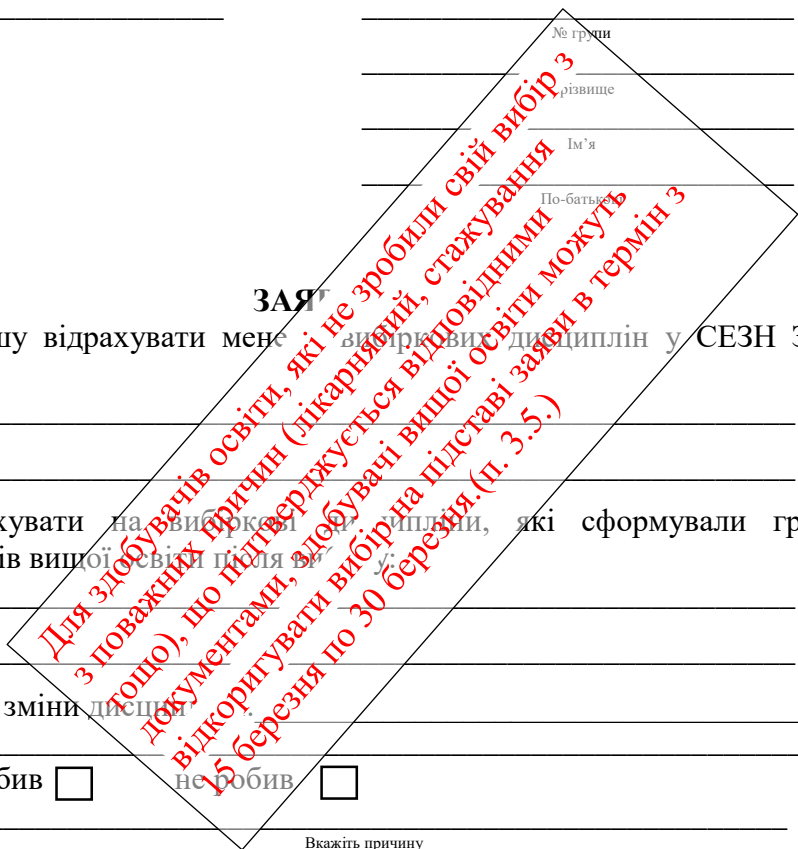 № групи
різвище
Ім’я
По-батькові
ЗАЯ
шу відрахувати мене з вибіркових дисциплін у СЕЗН З
хувати на вибіркові дисципліни, які сформували гр
ів вищої освіти після вибору:
зміни дисципл
бив не робив
Вкажіть причину
Для здобувачів освіти, які не зробили свій вибір з
з поважних причин (лікарняний, стажування
тощо), що підтверджується відповідними
документами, здобувачі вищої освіти можуть
відкоригувати вибір на підставі заяви в термін з
15 березня по 30 березня.(п. 3.5.)